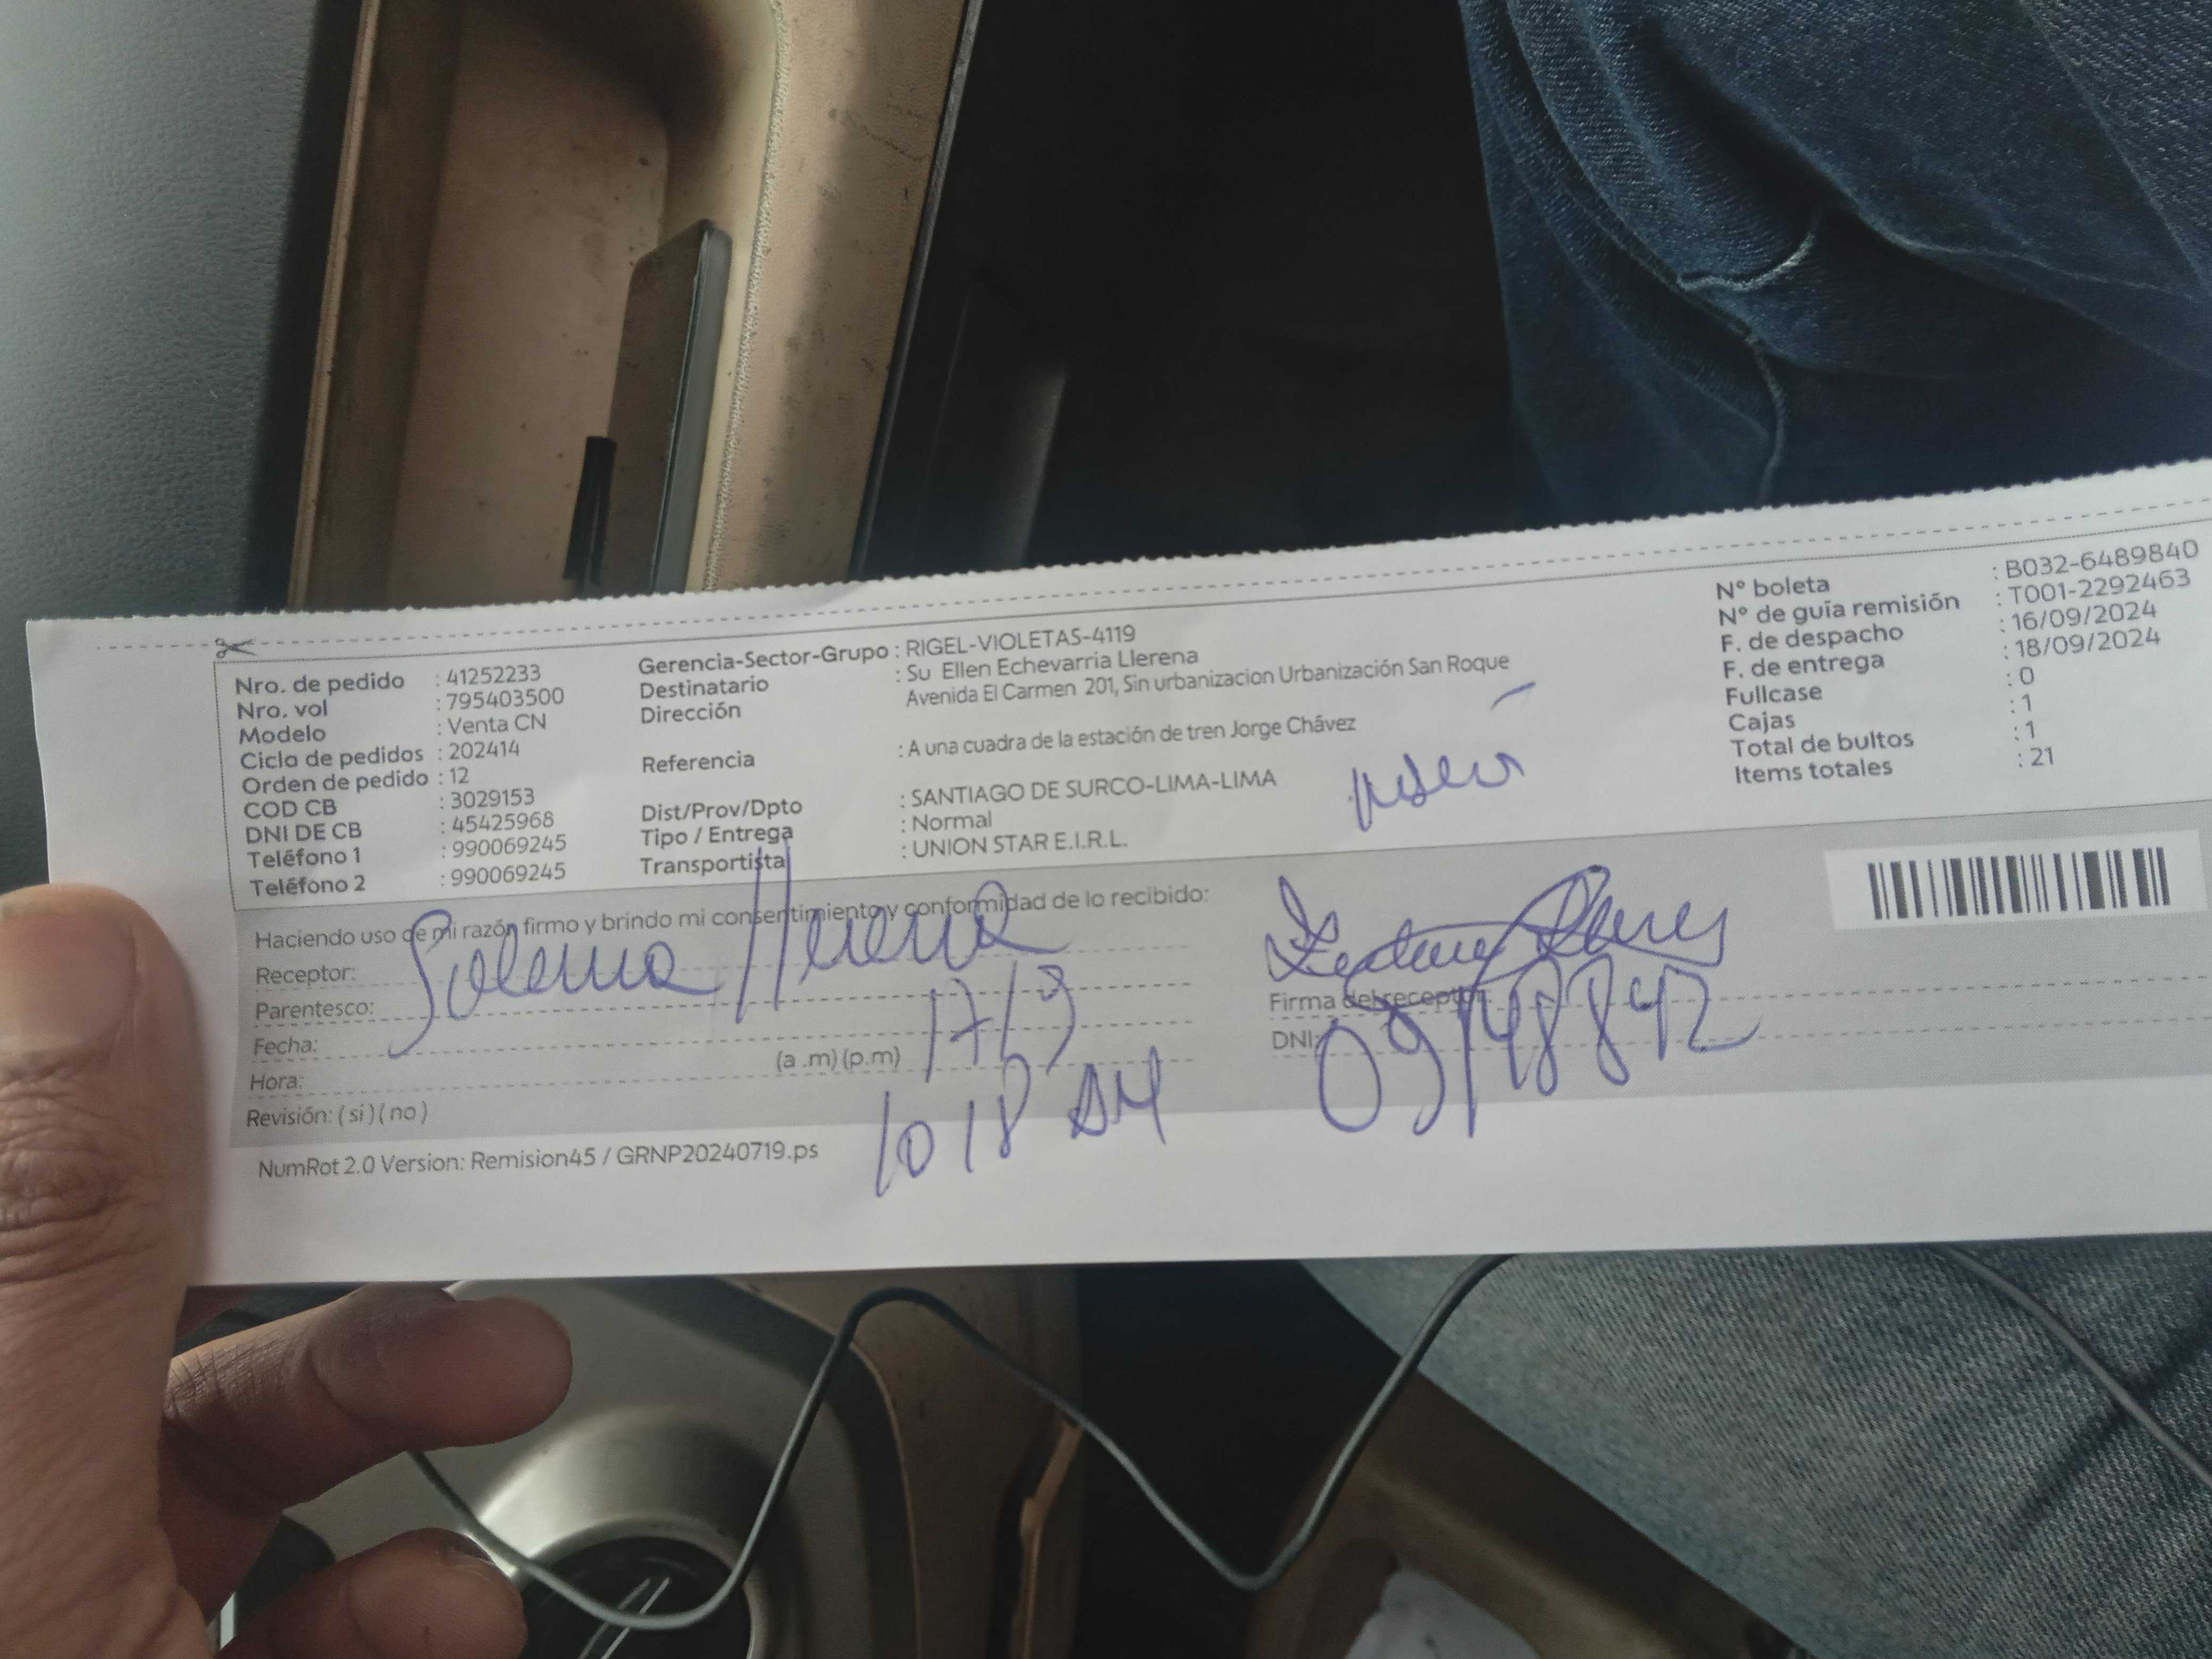 Nro. de pedido : 41252233
Nro. vol : 795403500
Modelo : Venta CN
Ciclo de pedidos : 202414
Orden de pedido : 12
COD CB : 3029153
DNI DE CB : 45425968
Teléfono 1 : 990069245
Teléfono 2 : 990069245
Gerencia-Sector-Grupo : RIGEL-VIOLETAS-4119
Destinatario : Su Ellen Echevarria Llerena
Dirección Avenida El Carmen 201, Sin urbanizacion Urbanización San Roque
Referencia : A una cuadra de la estación de tren Jorge Chávez
Dist/Prov/Dpto : SANTIAGO DE SURCO-LIMA-LIMA
Tipo / Entrega : Normal
Transportista : UNION STAR E.I.R.L.
N° boleta : B032-6489840
N° de guía remisión : T001-2292463
F. de despacho : 16/09/2024
F. de entrega : 18/09/2024
Fullcase : 0
Cajas : 1
Total de bultos : 1
Items totales : 21
Haciendo uso de mi razón firmo y brindo mi consentimiento y conformidad de lo recibido:
Receptor:
Parentesco:
Fecha: 17/9
Hora: (a.m) (p.m)
1018 AM
Revisión: (si) (no)
Firma del receptor:
DNI: 09148842
NumRot 2.0 Version: Remision45 / GRNP20240719.ps